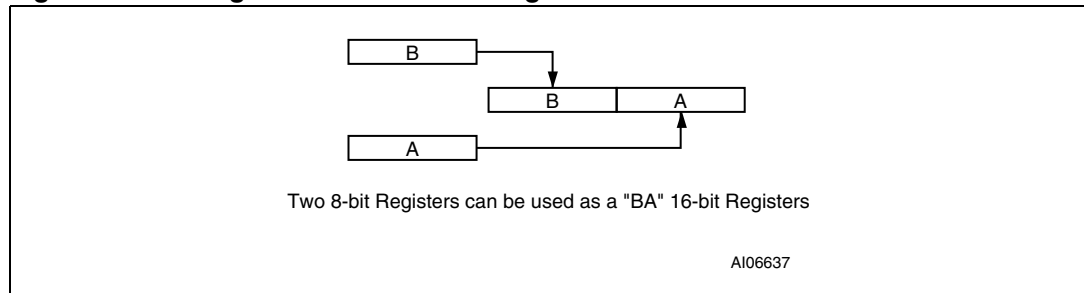 B
B A
A
Two 8-bit Registers can be used as a "BA" 16-bit Registers
AI06637